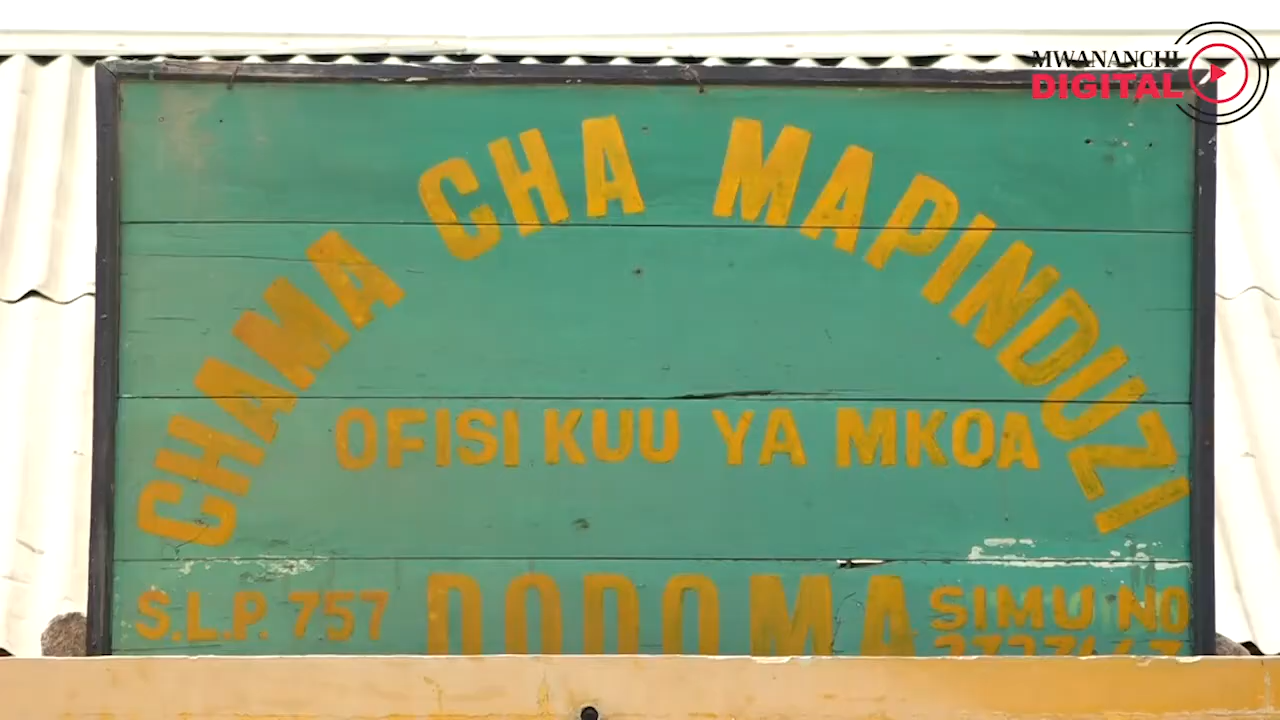 MWANANCHI
DIGITAL
CHAMA CHA MAPINDUZI
OFISI KUU YA MKOA
S.L.P. 757
DODOMA
SIMU NO